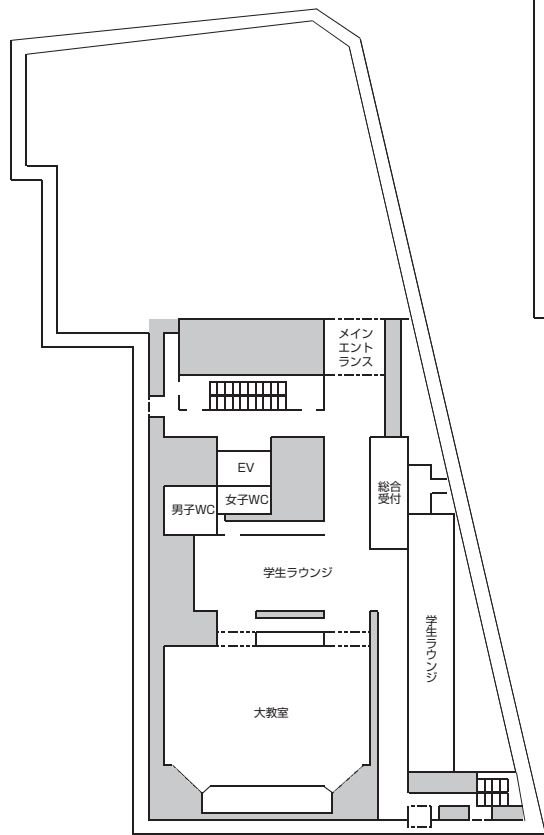 メイン
エント
ランス
EV
女子WC
男子WC
総合
受付
学生ラウンジ
学生ラウンジ
大教室